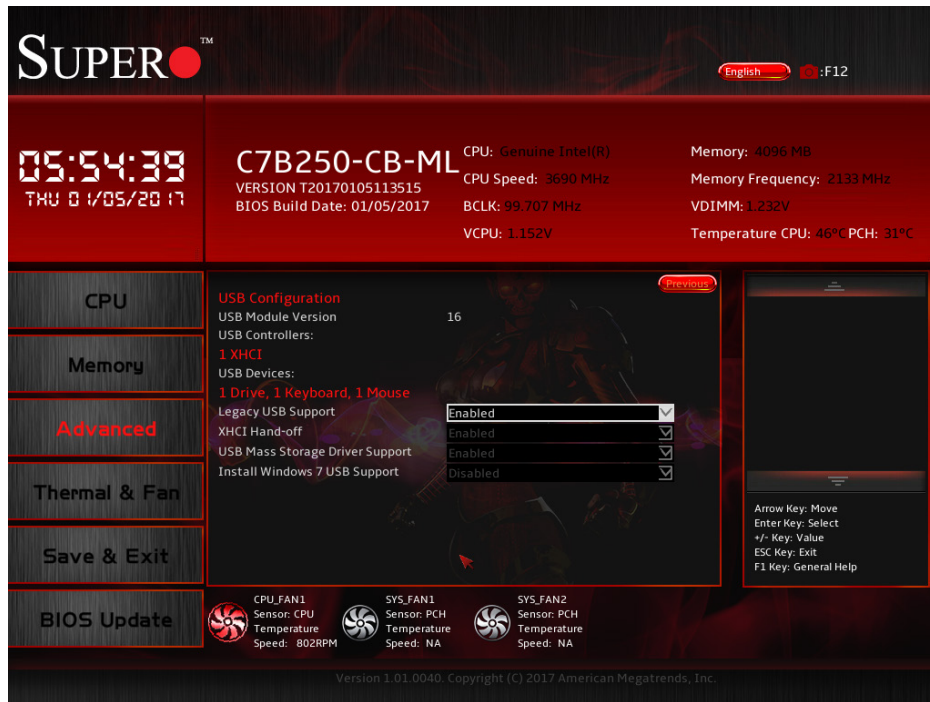 SUPER TM
English :F12
05:54:39
THU 01/05/2017
C7B250-CB-ML
VERSION T20170105113515
BIOS Build Date: 01/05/2017
CPU: Genuine Intel(R)
CPU Speed: 3690 MHz
BCLK: 99.707 MHz
VCPU: 1.152V
Memory: 4096 MB
Memory Frequency: 2133 MHz
VDIMM: 1.232V
Temperature CPU: 46°C PCH: 31°C
CPU
Memory
Advanced
Thermal & Fan
Save & Exit
BIOS Update
Previous
USB Configuration
USB Module Version 16
USB Controllers:
1 XHCI
USB Devices:
1 Drive, 1 Keyboard, 1 Mouse
Legacy USB Support Enabled
XHCI Hand-off Enabled
USB Mass Storage Driver Support Enabled
Install Windows 7 USB Support Disabled
Arrow Key: Move
Enter Key: Select
+/- Key: Value
ESC Key: Exit
F1 Key: General Help
CPU_FAN1
Sensor: CPU
Temperature
Speed: 802RPM
SYS_FAN1
Sensor: PCH
Temperature
Speed: NA
SYS_FAN2
Sensor: PCH
Temperature
Speed: NA
Version 1.01.0040. Copyright (C) 2017 American Megatrends, Inc.